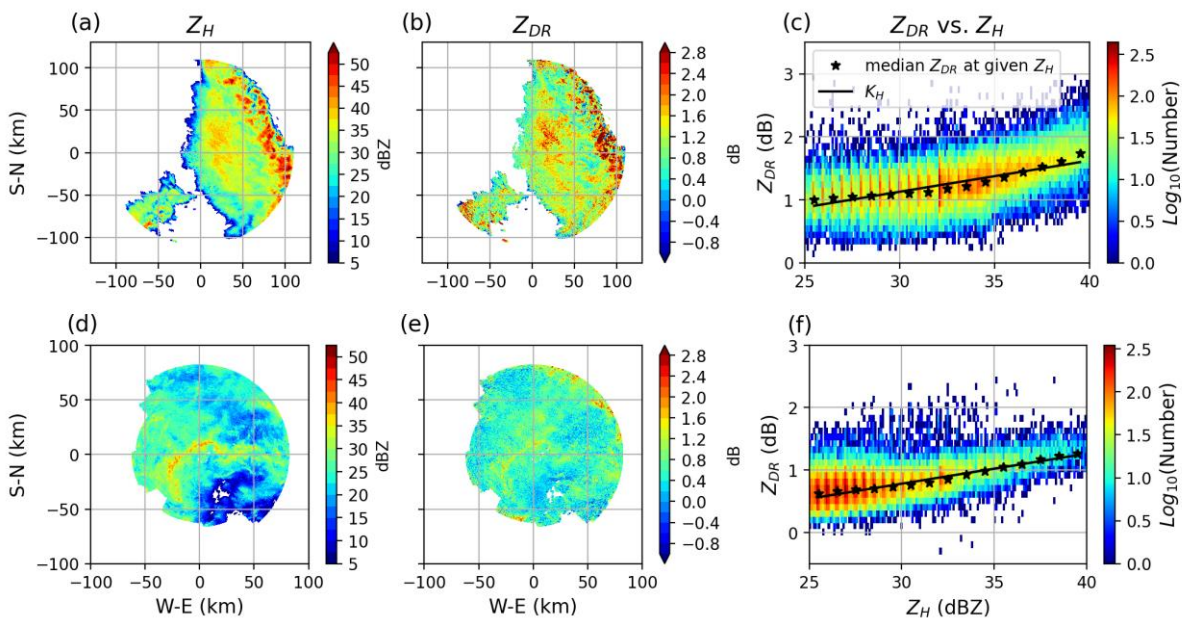 (a)
Z_H
(b)
Z_DR
(c)
Z_DR vs. Z_H
S-N (km)
100
50
0
−50
−100
−100 −50 0 50 100
50
45
40
35
30
25
20
15
10
5
dBZ
−100 −50 0 50 100
2.8
2.4
2.0
1.6
1.2
0.8
0.4
0.0
−0.4
−0.8
dB
Z_DR (dB)
3
2
1
0
25 30 35 40
median Z_DR at given Z_H
K_H
2.5
2.0
1.5
1.0
0.5
0.0
Log₁₀(Number)
(d)
(e)
(f)
S-N (km)
100
50
0
−50
−100
−100 −50 0 50 100
W-E (km)
50
45
40
35
30
25
20
15
10
5
dBZ
−100 −50 0 50 100
W-E (km)
2.8
2.4
2.0
1.6
1.2
0.8
0.4
0.0
−0.4
−0.8
dB
Z_DR (dB)
3
2
1
0
25 30 35 40
Z_H (dBZ)
2.5
2.0
1.5
1.0
0.5
0.0
Log₁₀(Number)